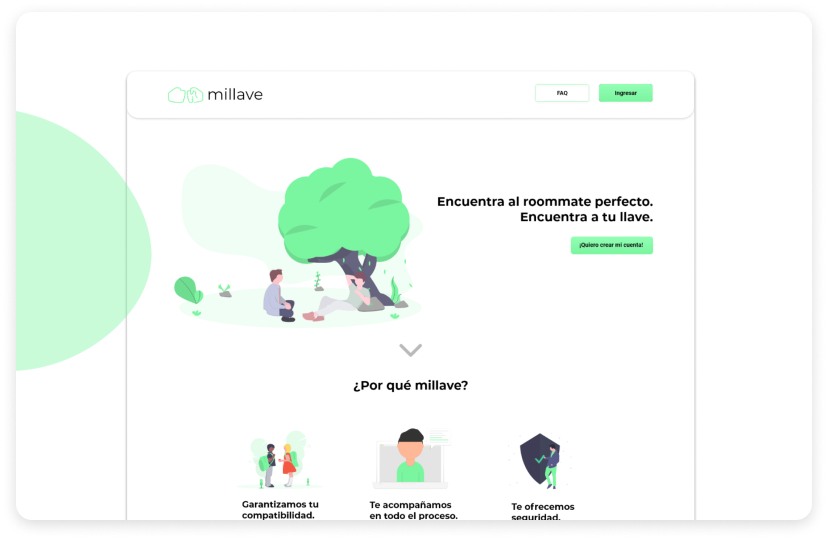 millave
FAQ
Ingresar
Encuentra al roommate perfecto.
Encuentra a tu llave.
¡Quiero crear mi cuenta!
¿Por qué millave?
Garantizamos tu
compatibilidad.
Te acompañamos
en todo el proceso.
Te ofrecemos
seguridad.